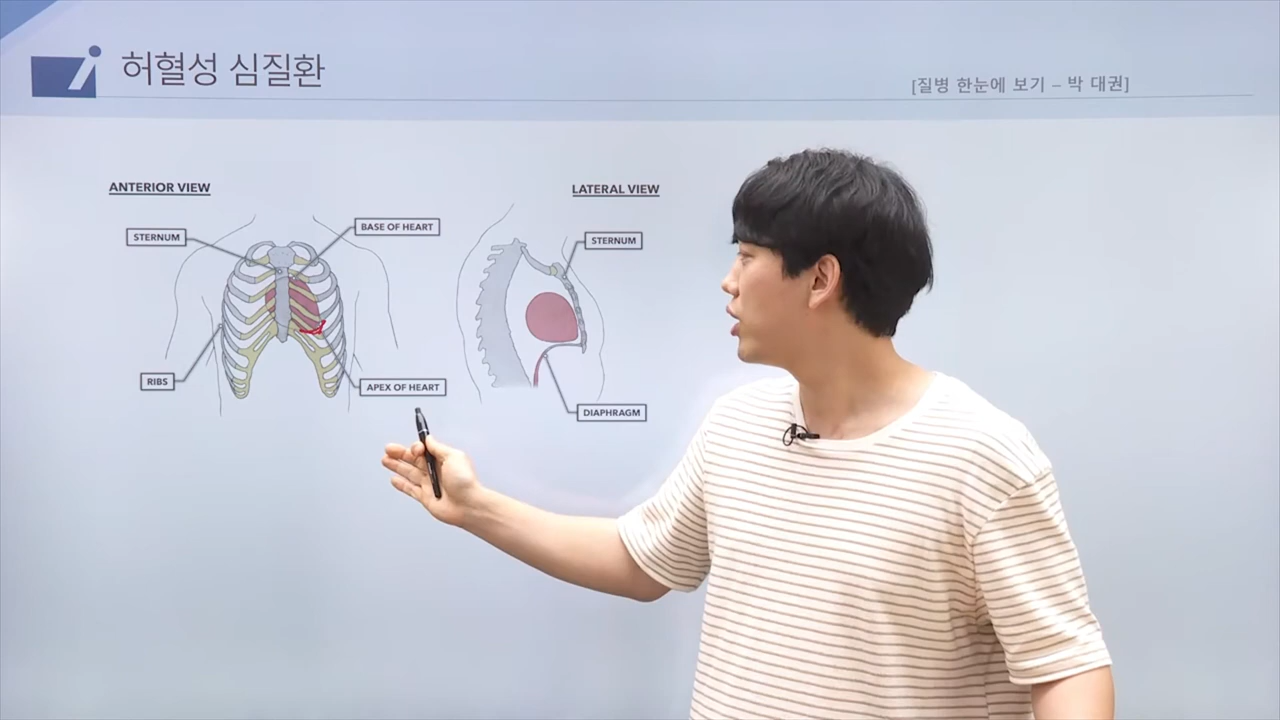 허혈성 심질환
[질병 한눈에 보기 – 박 대권]
ANTERIOR VIEW
LATERAL VIEW
STERNUM
BASE OF HEART
STERNUM
RIBS
APEX OF HEART
DIAPHRAGM